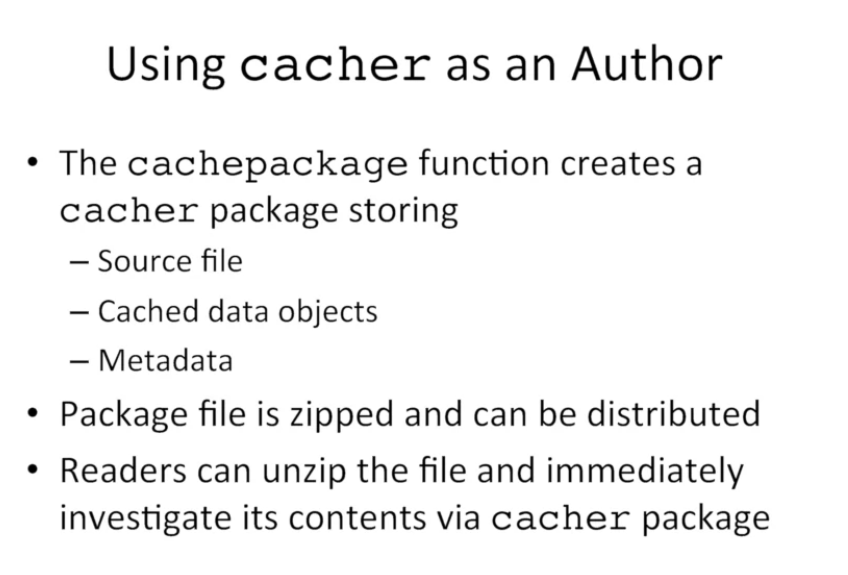 Using cacher as an Author
• The cachepackage function creates a
cacher package storing
– Source file
– Cached data objects
– Metadata
• Package file is zipped and can be distributed
• Readers can unzip the file and immediately
investigate its contents via cacher package